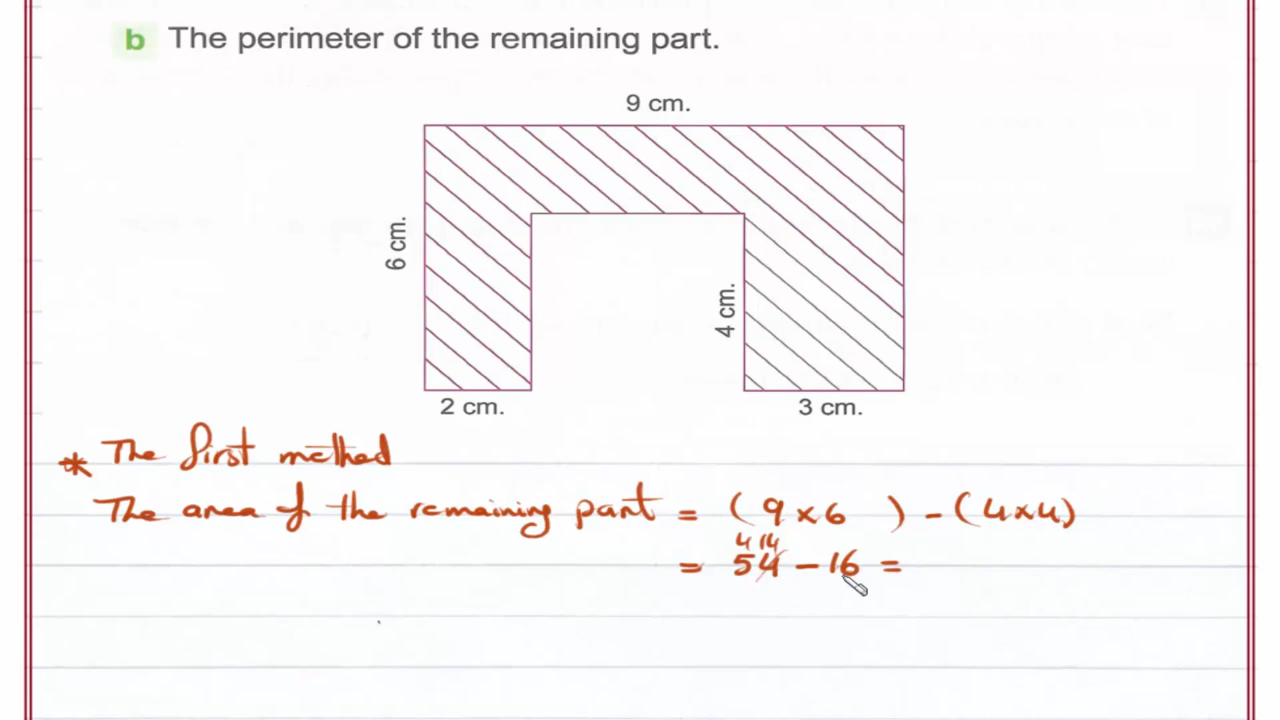 b The perimeter of the remaining part.
9 cm.
6 cm.
4 cm.
2 cm.
3 cm.
* The first method
The area of the remaining part = (9×6) - (4×4)
4 14
= 54 - 16 =